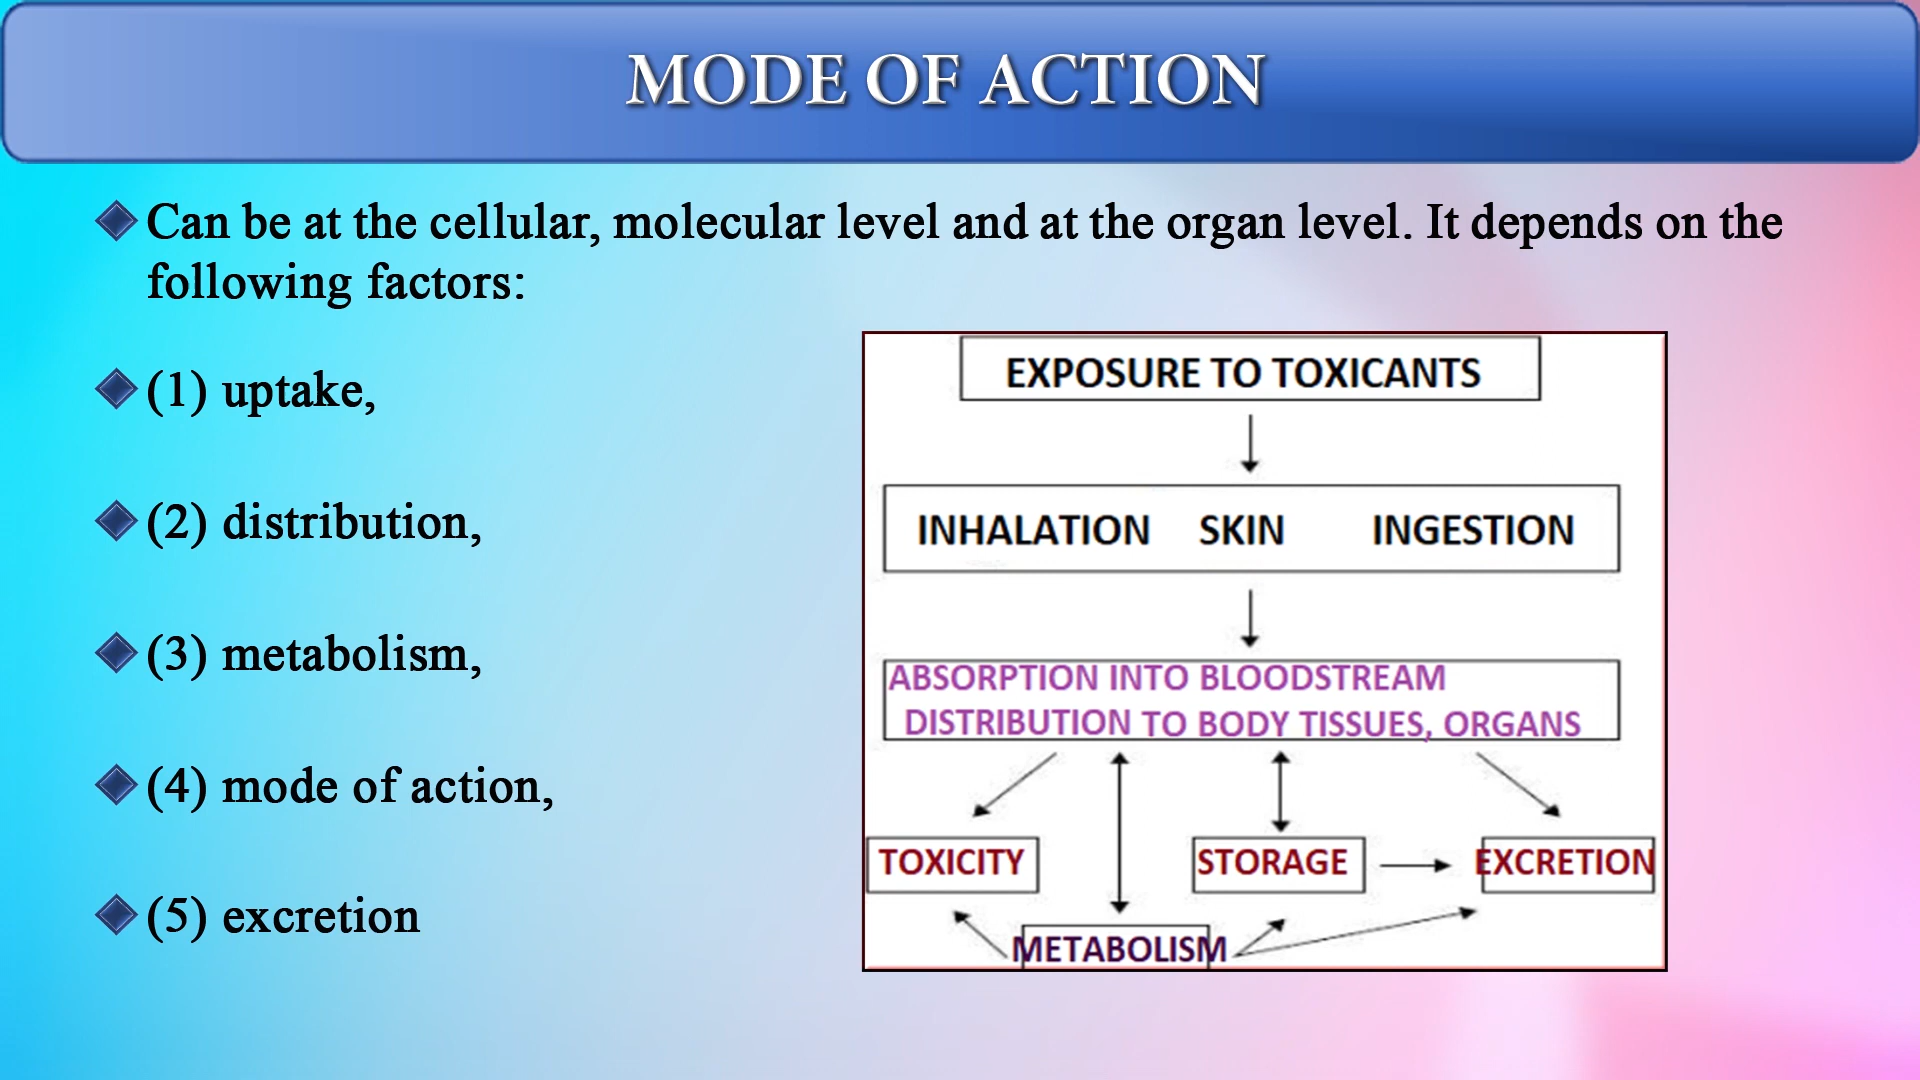 MODE OF ACTION
Can be at the cellular, molecular level and at the organ level. It depends on the
following factors:
(1) uptake,
(2) distribution,
(3) metabolism,
(4) mode of action,
(5) excretion
EXPOSURE TO TOXICANTS
INHALATION SKIN INGESTION
ABSORPTION INTO BLOODSTREAM
DISTRIBUTION TO BODY TISSUES, ORGANS
TOXICITY STORAGE EXCRETION
METABOLISM